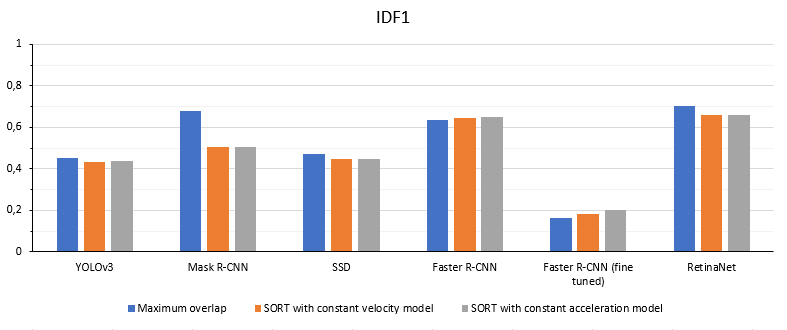 IDF1
1
0,8
0,6
0,4
0,2
0
YOLOv3
Mask R-CNN
SSD
Faster R-CNN
Faster R-CNN (fine
tuned)
RetinaNet
Maximum overlap
SORT with constant velocity model
SORT with constant acceleration model